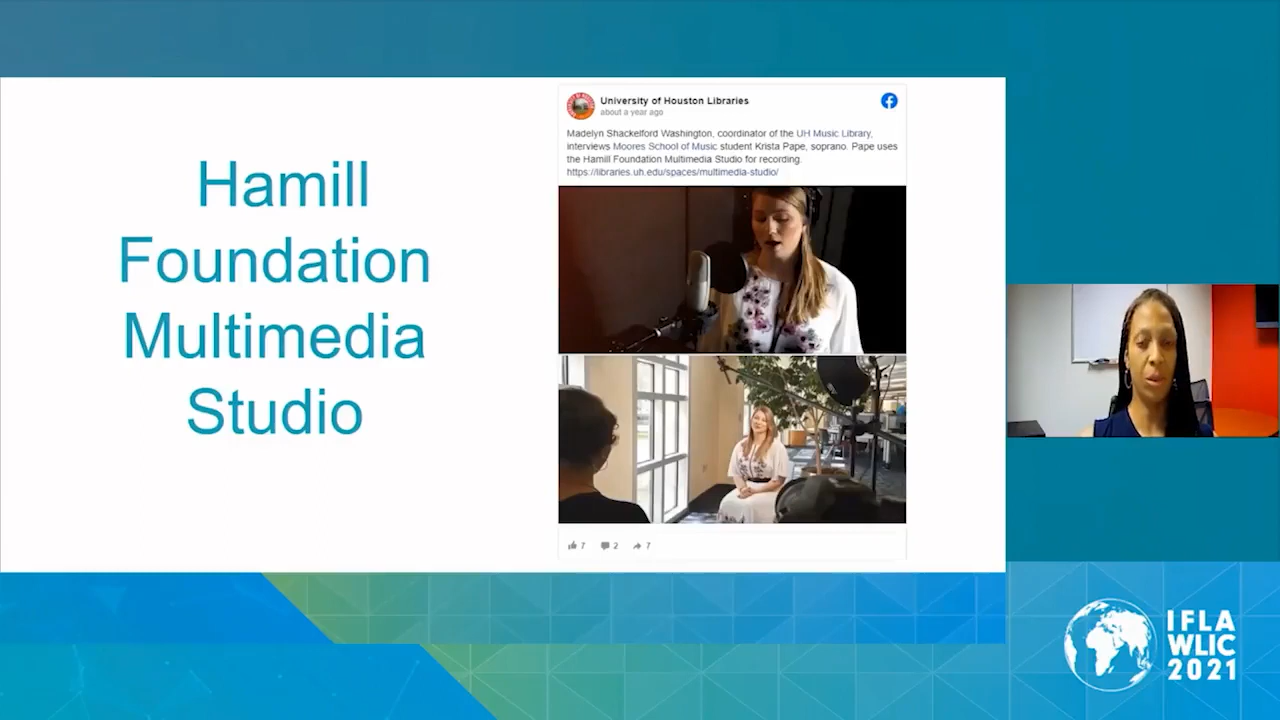 Hamill
Foundation
Multimedia
Studio
University of Houston Libraries
about a year ago
Madelyn Shackelford Washington, coordinator of the UH Music Library,
interviews Moores School of Music student Krista Pape, soprano. Pape uses
the Hamill Foundation Multimedia Studio for recording.
https://libraries.uh.edu/spaces/multimedia-studio/
7
2
7
IFLA
WLIC
2021